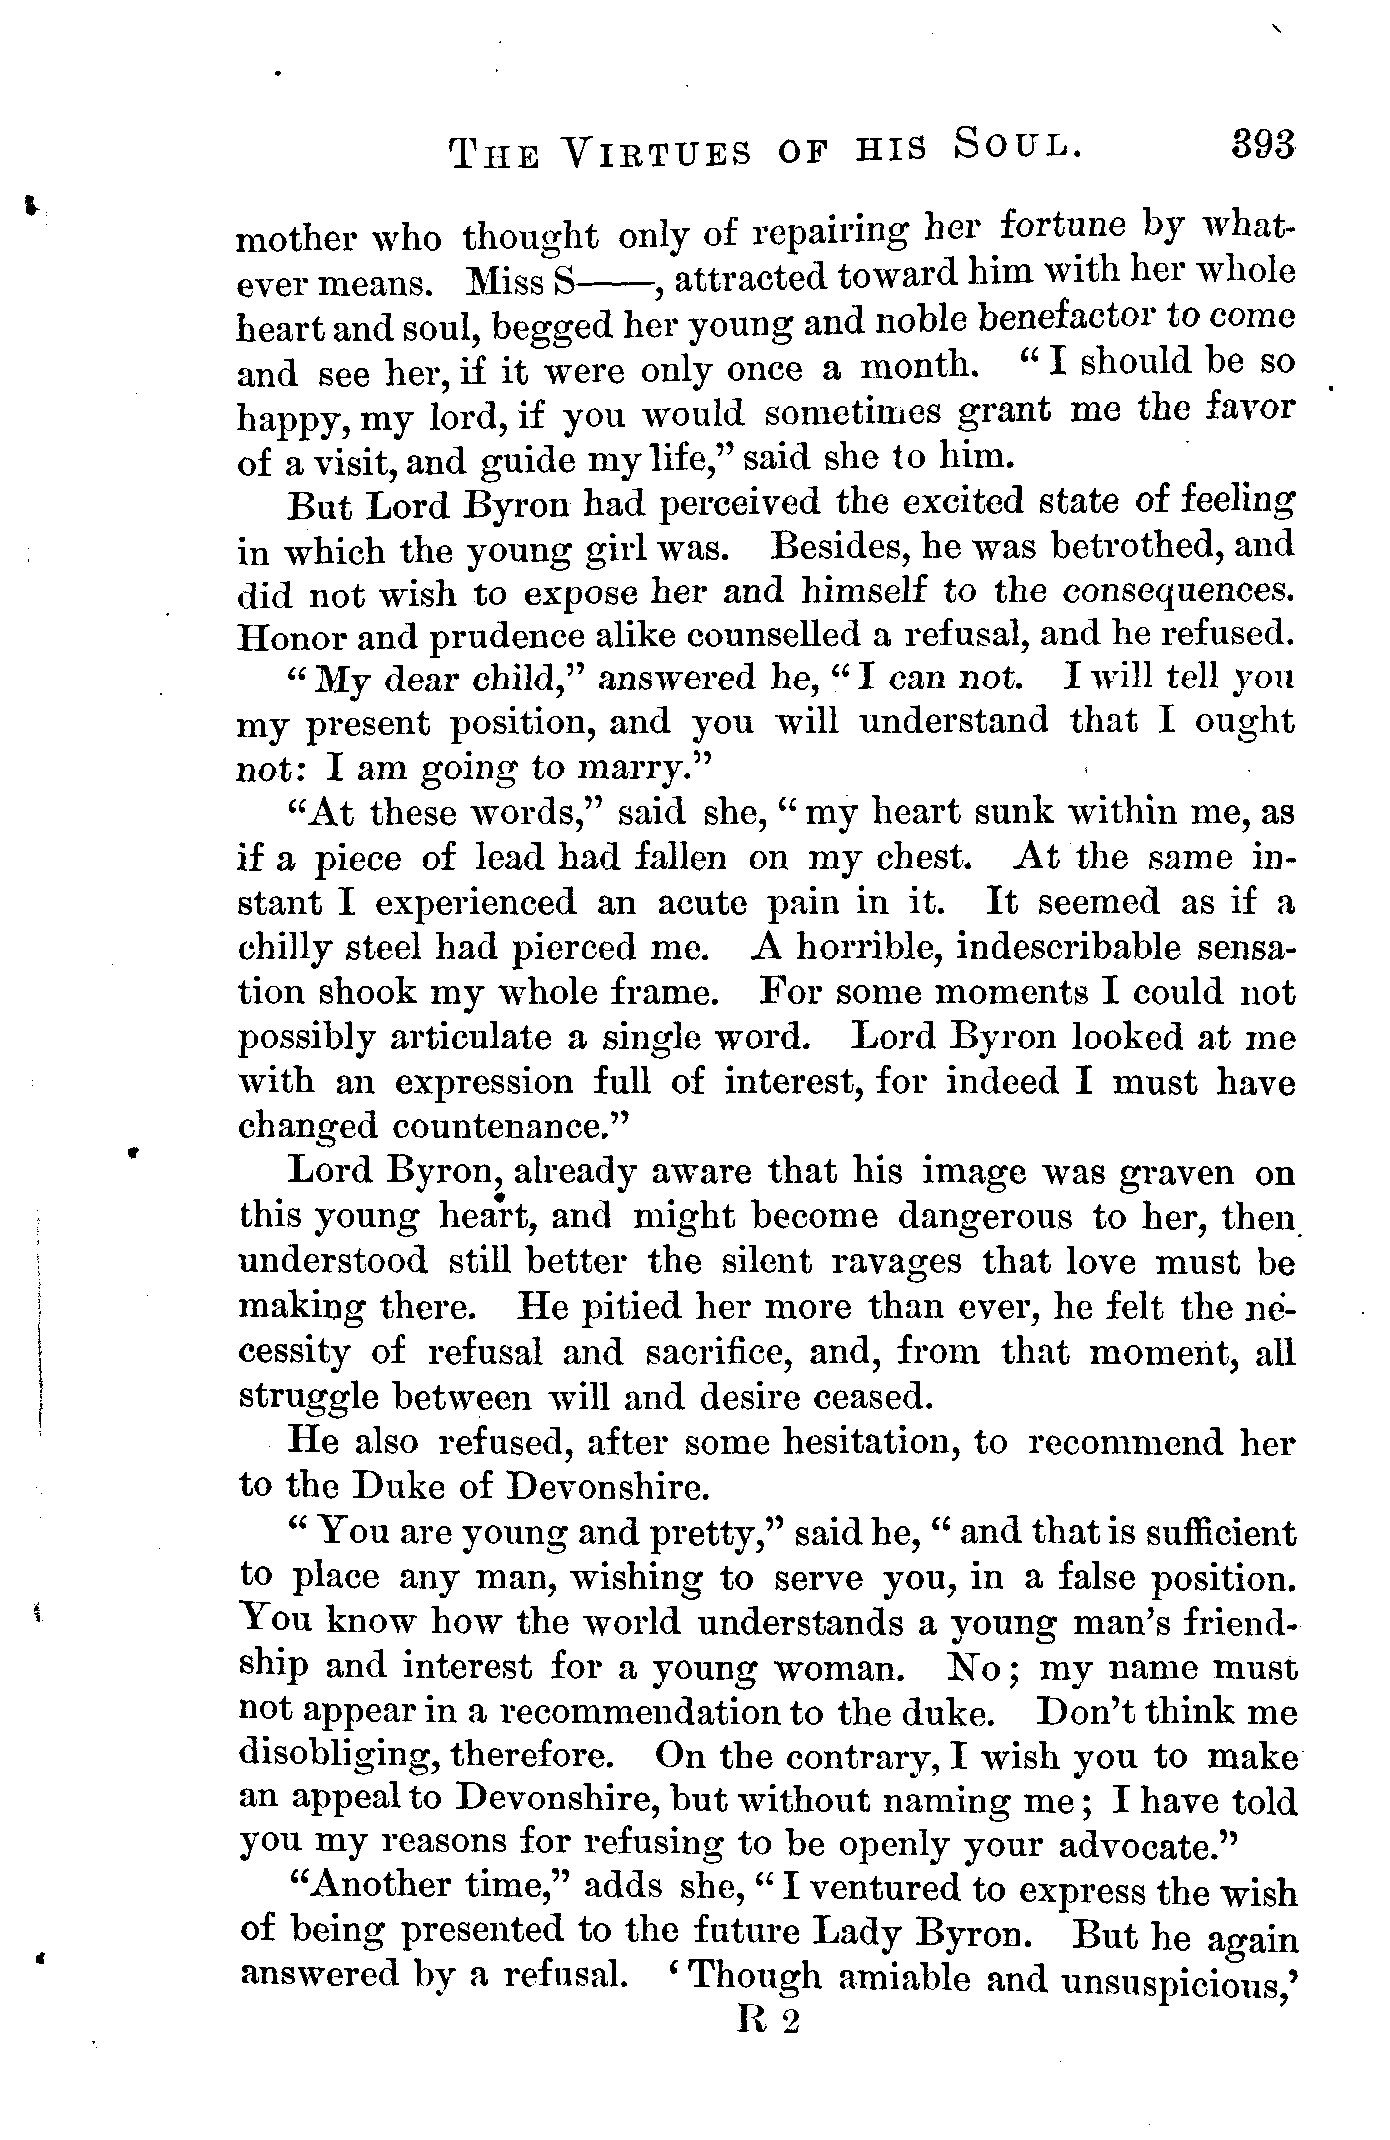 THE VIRTUES OF HIS SOUL. 393
mother who thought only of repairing her fortune by what-
ever means. Miss S——, attracted toward him with her whole
heart and soul, begged her young and noble benefactor to come
and see her, if it were only once a month. “I should be so
happy, my lord, if you would sometimes grant me the favor
of a visit, and guide my life,” said she to him.
But Lord Byron had perceived the excited state of feeling
in which the young girl was. Besides, he was betrothed, and
did not wish to expose her and himself to the consequences.
Honor and prudence alike counselled a refusal, and he refused.
“My dear child,” answered he, “I can not. I will tell you
my present position, and you will understand that I ought
not: I am going to marry.”
“At these words,” said she, “my heart sunk within me, as
if a piece of lead had fallen on my chest. At the same in-
stant I experienced an acute pain in it. It seemed as if a
chilly steel had pierced me. A horrible, indescribable sensa-
tion shook my whole frame. For some moments I could not
possibly articulate a single word. Lord Byron looked at me
with an expression full of interest, for indeed I must have
changed countenance.”
Lord Byron, already aware that his image was graven on
this young heart, and might become dangerous to her, then
understood still better the silent ravages that love must be
making there. He pitied her more than ever, he felt the ne-
cessity of refusal and sacrifice, and, from that moment, all
struggle between will and desire ceased.
He also refused, after some hesitation, to recommend her
to the Duke of Devonshire.
“You are young and pretty,” said he, “and that is sufficient
to place any man, wishing to serve you, in a false position.
You know how the world understands a young man’s friend-
ship and interest for a young woman. No; my name must
not appear in a recommendation to the duke. Don’t think me
disobliging, therefore. On the contrary, I wish you to make
an appeal to Devonshire, but without naming me; I have told
you my reasons for refusing to be openly your advocate.”
“Another time,” adds she, “I ventured to express the wish
of being presented to the future Lady Byron. But he again
answered by a refusal. ‘Though amiable and unsuspicious,’
R 2